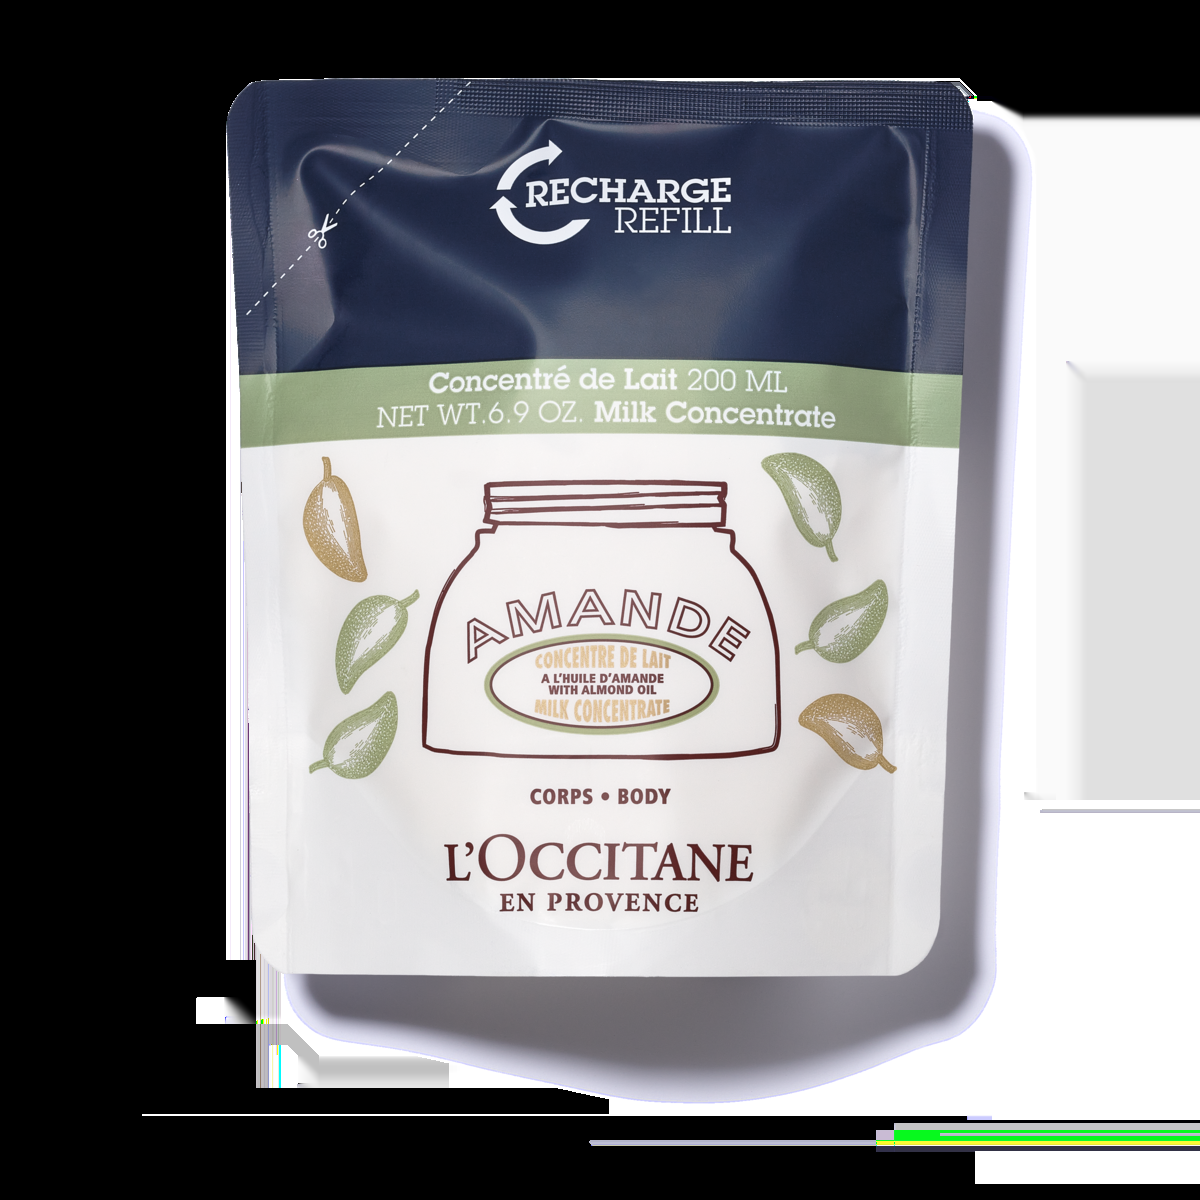 RECHARGE
REFILL
Concentré de Lait 200 ML
NET WT.6.9 OZ. Milk Concentrate
AMANDE
CONCENTRE DE LAIT
A L'HUILE D'AMANDE
WITH ALMOND OIL
MILK CONCENTRATE
CORPS • BODY
L'OCCITANE
EN PROVENCE